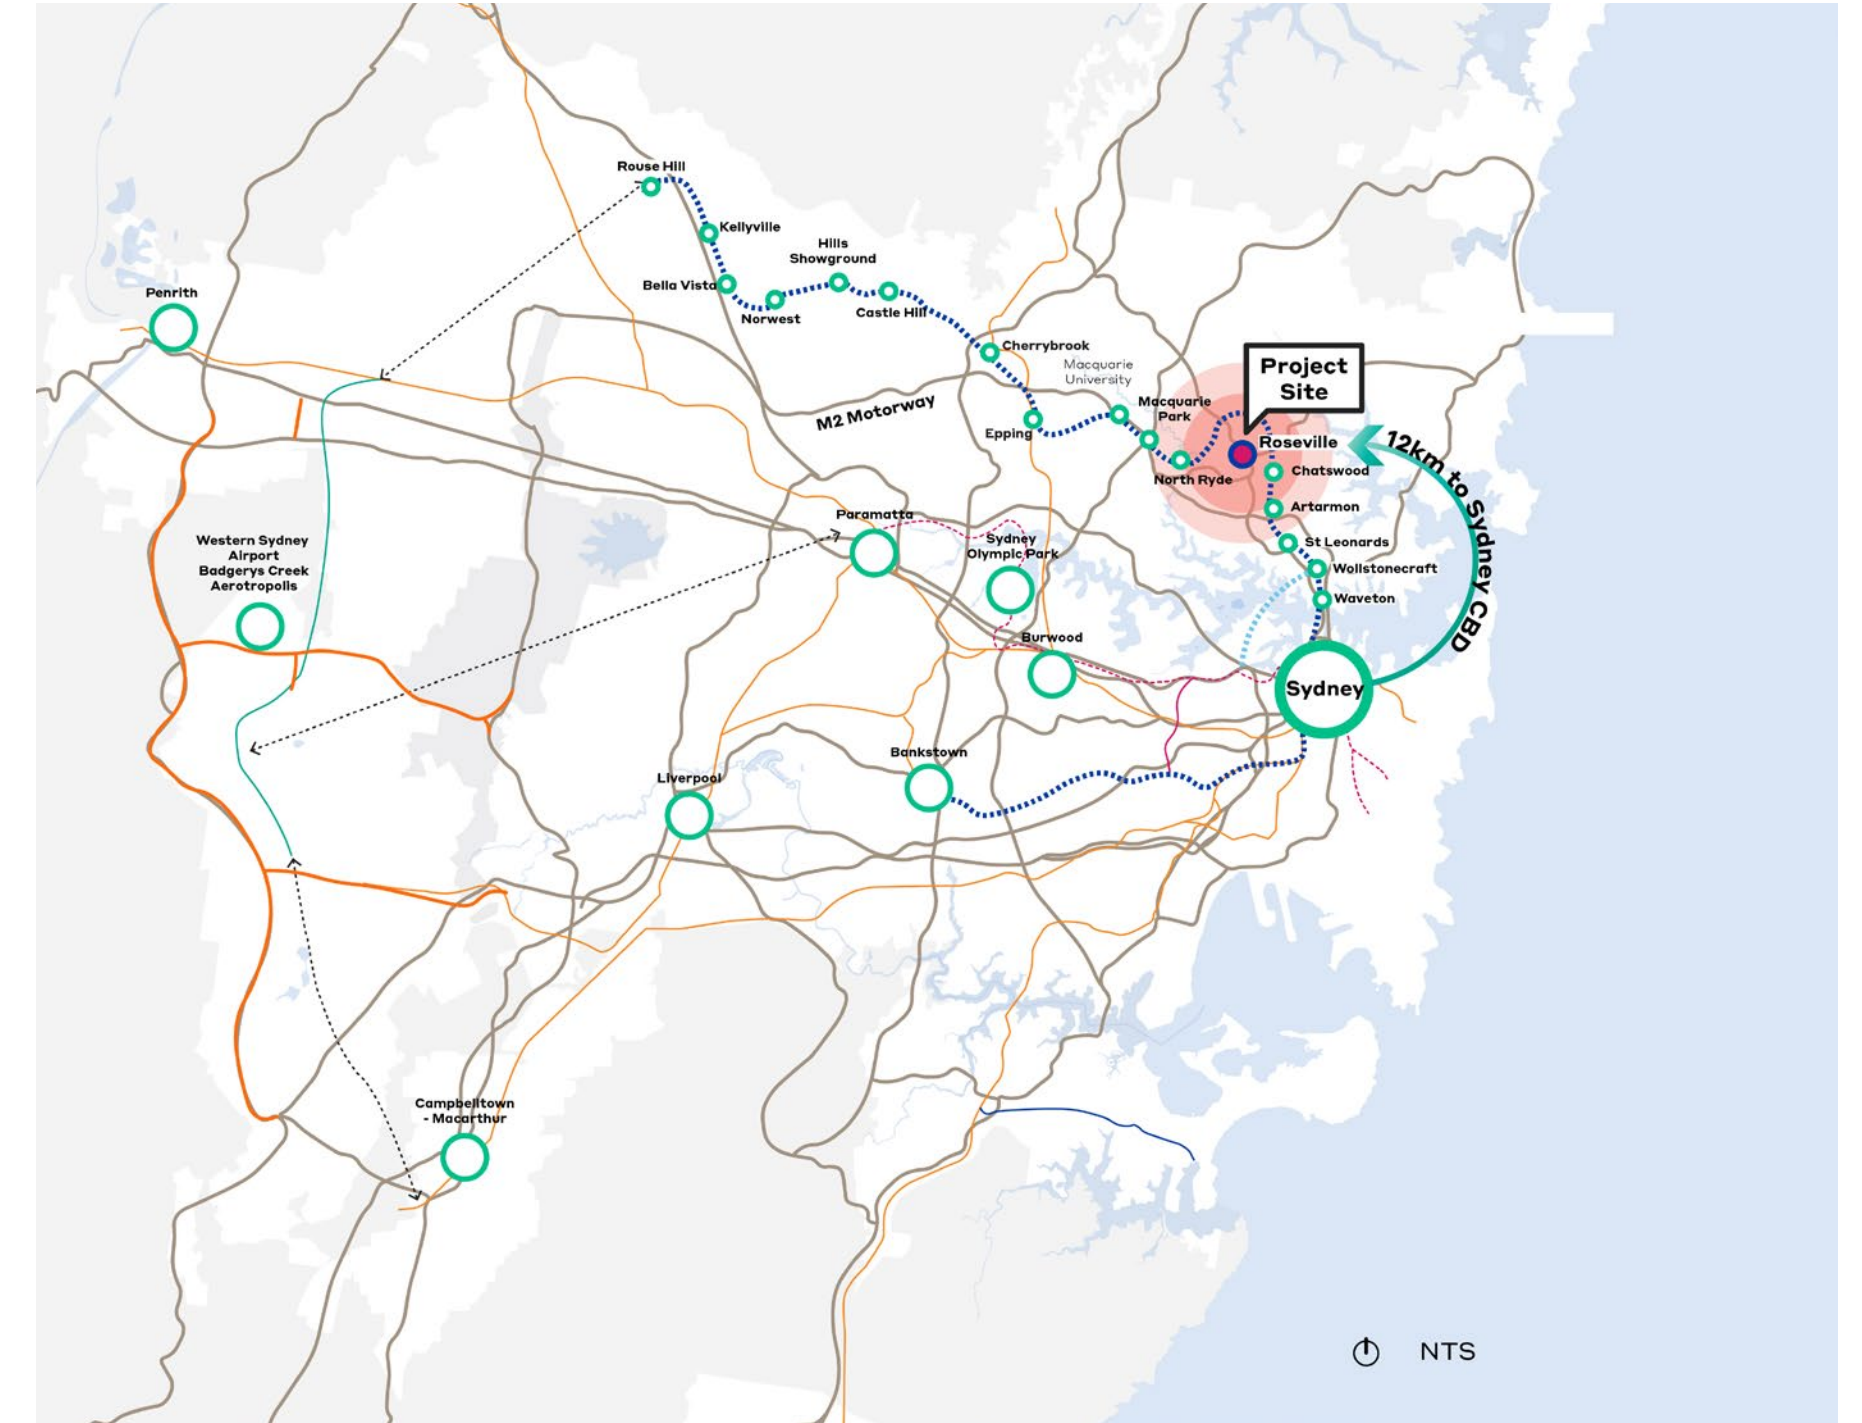 Rouse Hill
Kellyville
Hills
Showground
Bella Vista
Norwest
Castle Hill
Penrith
Cherrybrook
Macquarie
University
Project
Site
M2 Motorway
Macquarie
Park
Epping
North Ryde
Roseville
Chatswood
12km to Sydney CBD
Artarmon
Paramatta
Sydney
Olympic Park
St Leonards
Wollstonecraft
Waveton
Western Sydney
Airport
Badgerys Creek
Aerotropolis
Burwood
Sydney
Bankstown
Liverpool
Campbelltown
- Macarthur
NTS